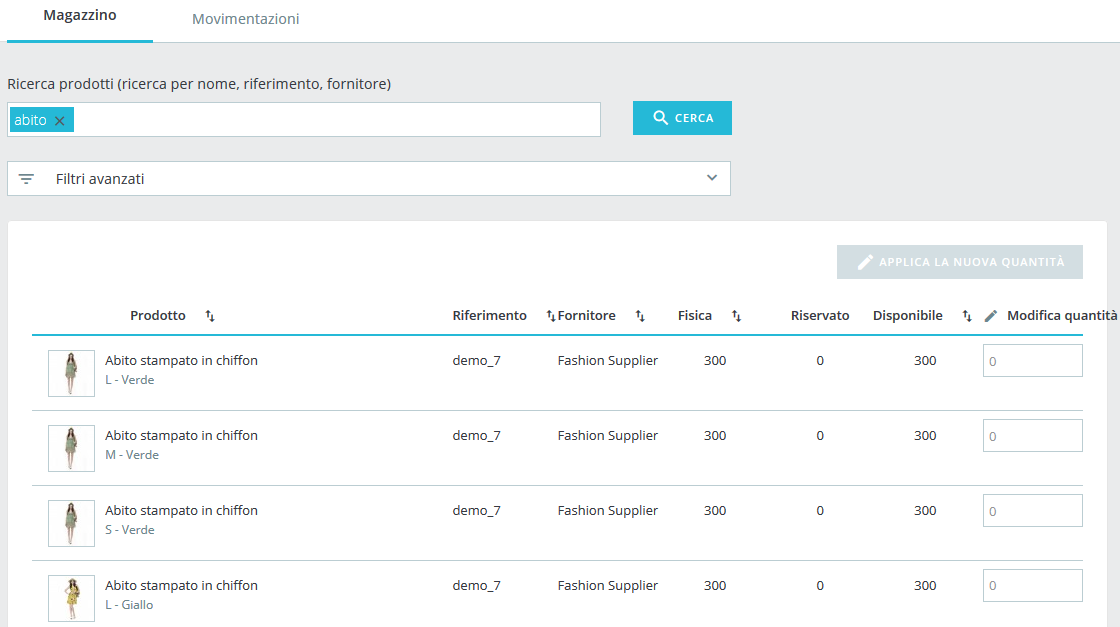 Magazzino Movimentazioni
Ricerca prodotti (ricerca per nome, riferimento, fornitore)
abito CERCA
Filtri avanzati
APPLICA LA NUOVA QUANTITÀ
Prodotto Riferimento Fornitore Fisica Riservato Disponibile Modifica quantità
Abito stampato in chiffon demo_7 Fashion Supplier 300 0 300 0
L - Verde
Abito stampato in chiffon demo_7 Fashion Supplier 300 0 300 0
M - Verde
Abito stampato in chiffon demo_7 Fashion Supplier 300 0 300 0
S - Verde
Abito stampato in chiffon demo_7 Fashion Supplier 300 0 300 0
L - Giallo